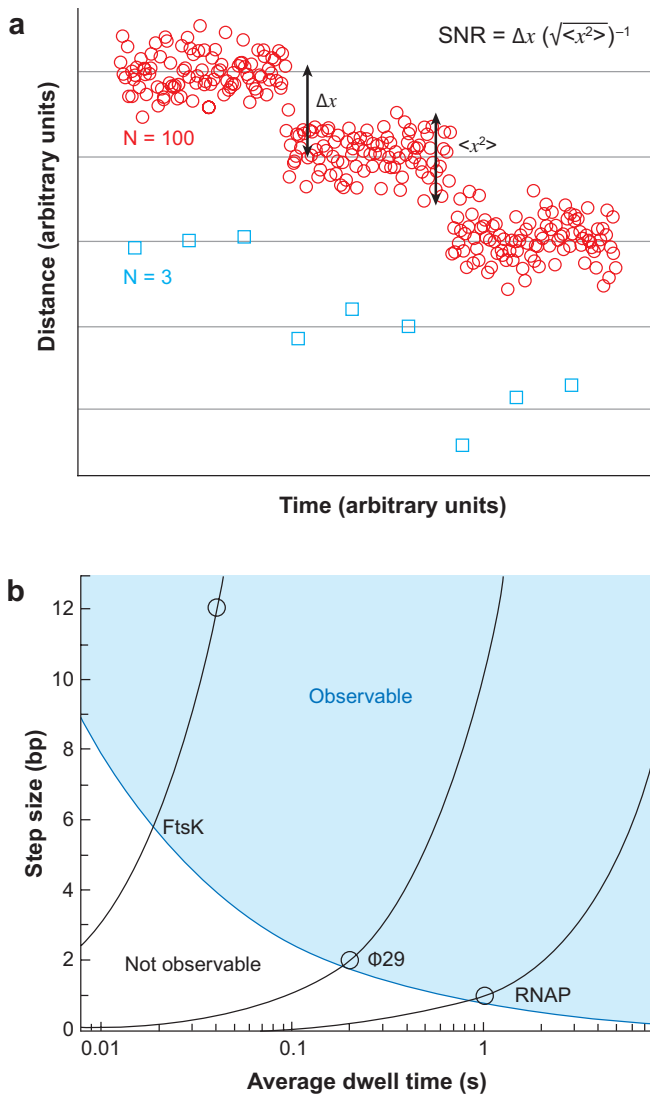 a
SNR = Δx (√<x²>)⁻¹
Δx
N = 100
<x²>
N = 3
Distance (arbitrary units)
Time (arbitrary units)
b
12
10
8
6
4
2
0
Observable
FtsK
Not observable
Φ29
RNAP
Step size (bp)
0.01
0.1
1
Average dwell time (s)